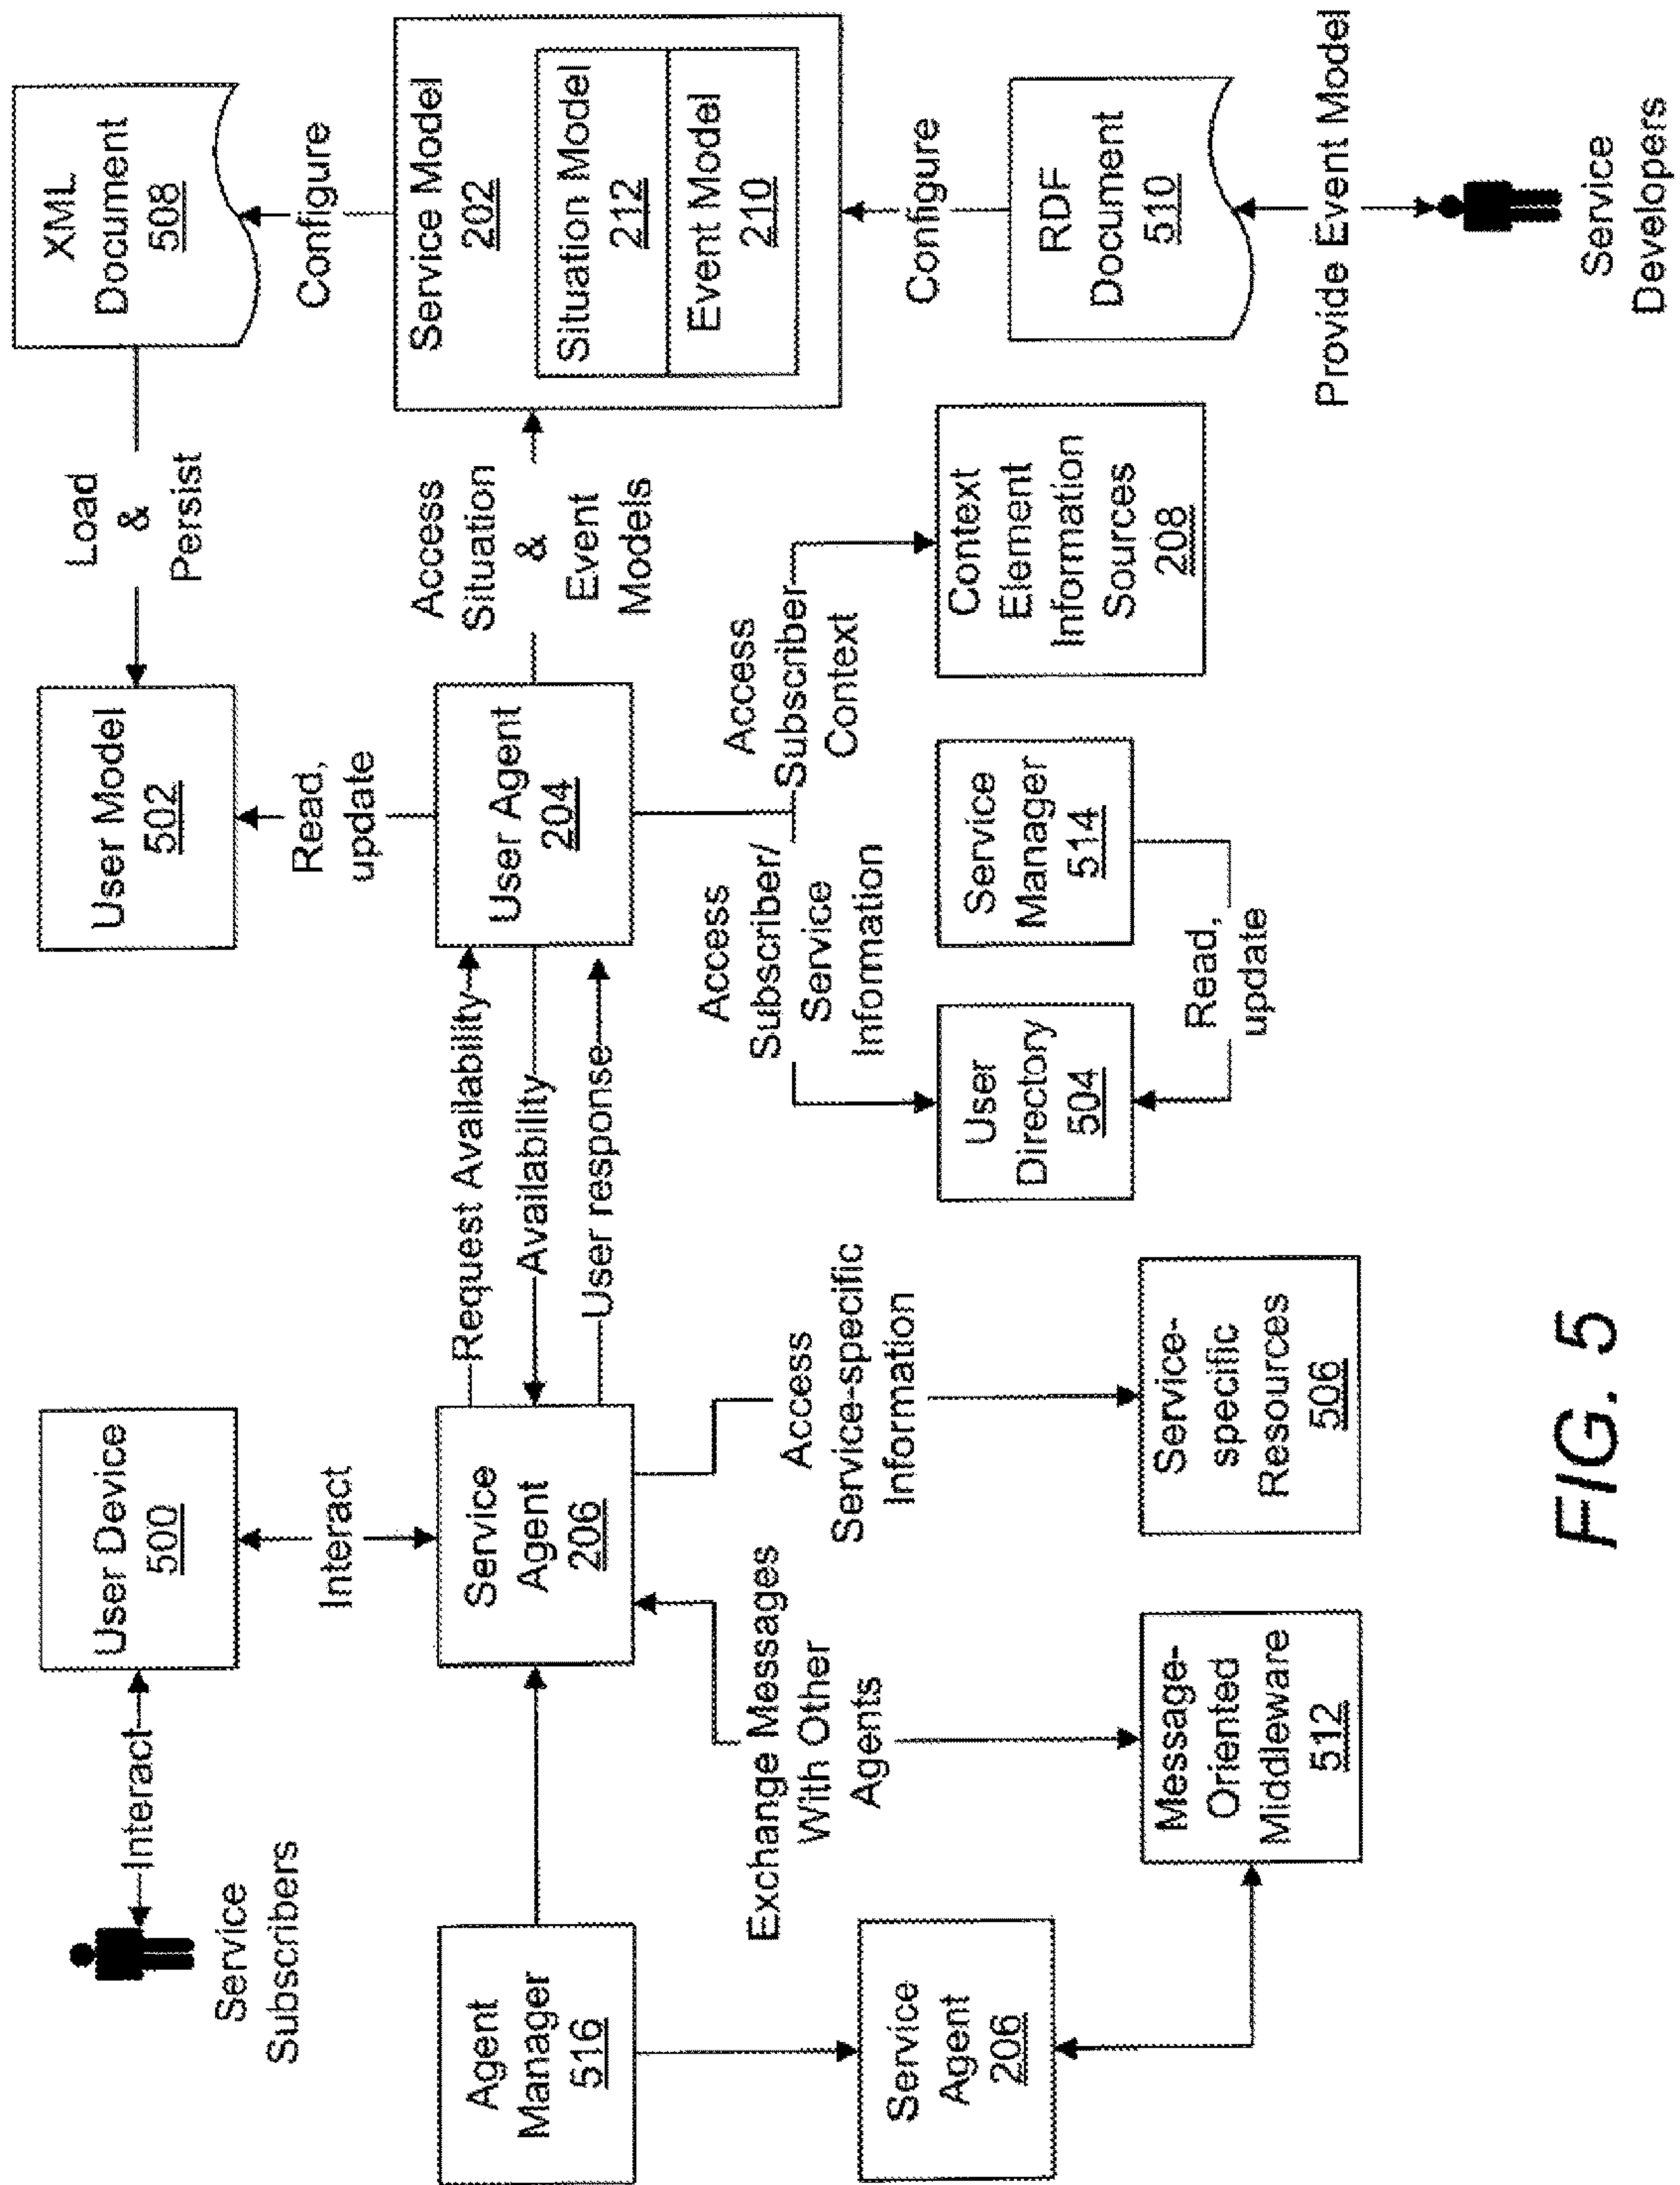 Service
Subscribers
Interact
User Device
500
Interact
User Model
502
Load
&
Persist
XML
Document
508
Read,
update
Configure
Agent
Manager
516
Service
Agent
206
Request Availability
Availability
User response
User Agent
204
Access
Situation
&
Event
Models
Service Model
202
Situation Model
212
Event Model
210
Exchange Messages
With Other
Agents
Access
Service-specific
Information
Access
Subscriber/
Service
Information
Access
Subscriber
Context
Configure
Service
Agent
206
Message-
Oriented
Middleware
512
Service-
specific
Resources
506
User
Directory
504
Service
Manager
514
Context
Element
Information
Sources
208
RDF
Document
510
Read,
update
Provide Event Model
Service
Developers
FIG. 5